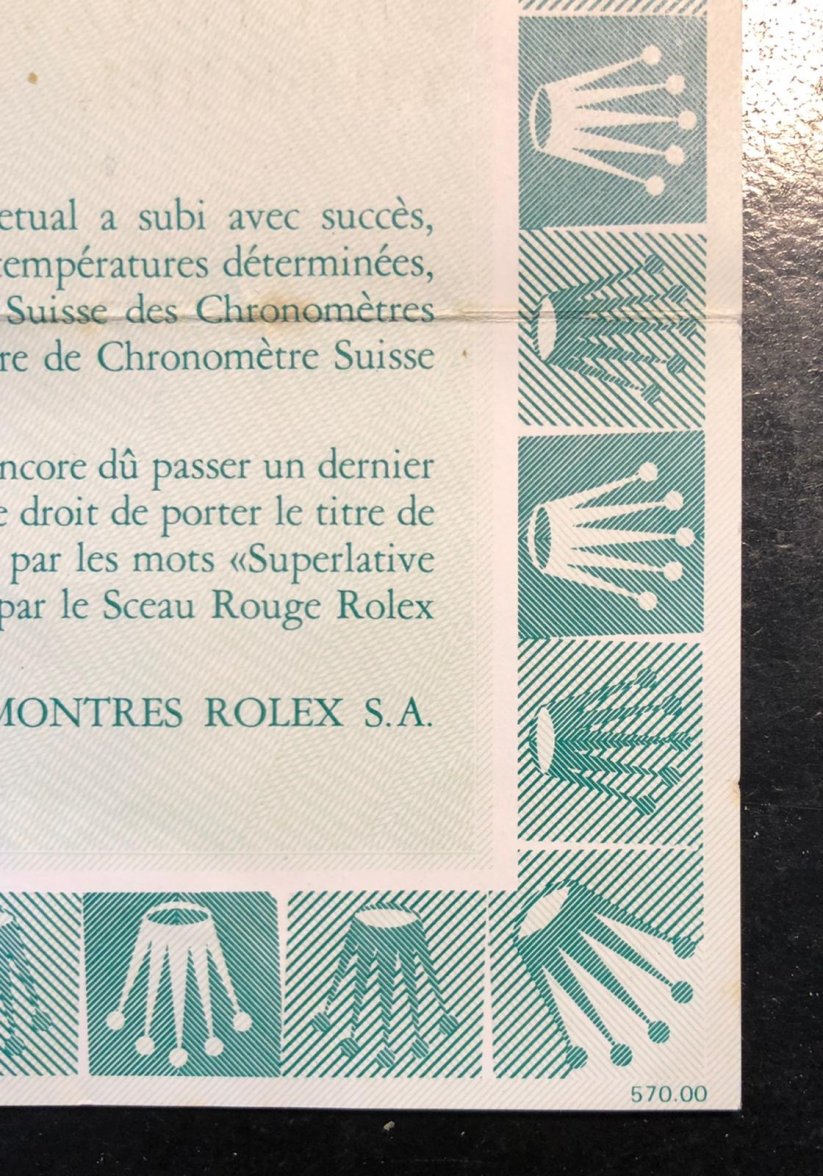 etual a subi avec succès,
températures déterminées,
Suisse des Chronomètres
re de Chronomètre Suisse
ncore dû passer un dernier
e droit de porter le titre de
par les mots «Superlative
par le Sceau Rouge Rolex
MONTRES ROLEX S.A.
570.00